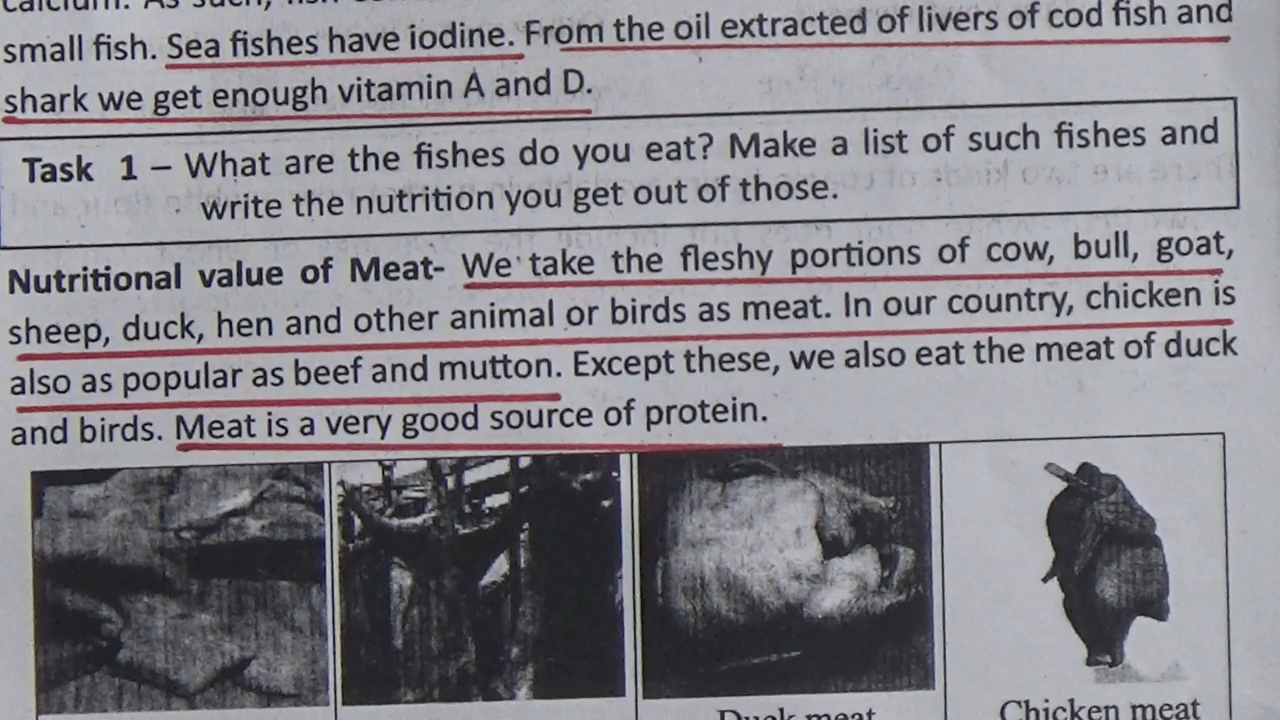 small fish. Sea fishes have iodine. From the oil extracted of livers of cod fish and
shark we get enough vitamin A and D.
Task 1 – What are the fishes do you eat? Make a list of such fishes and
write the nutrition you get out of those.
Nutritional value of Meat- We take the fleshy portions of cow, bull, goat,
sheep, duck, hen and other animal or birds as meat. In our country, chicken is
also as popular as beef and mutton. Except these, we also eat the meat of duck
and birds. Meat is a very good source of protein.
Duck meat
Chicken meat